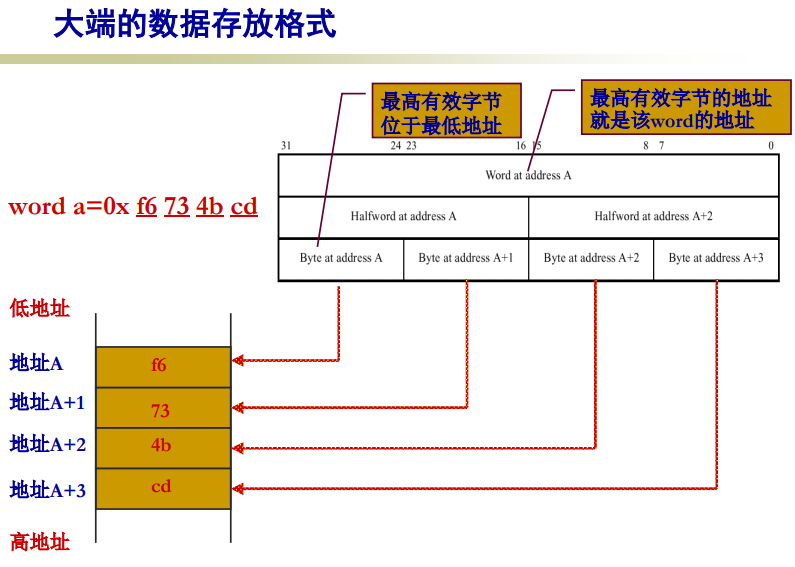 大端的数据存放格式
最高有效字节
位于最低地址
最高有效字节的地址
就是该word的地址
31 24 23 16 15 8 7 0
Word at address A
word a=0x f6 73 4b cd
Halfword at address A Halfword at address A+2
Byte at address A Byte at address A+1 Byte at address A+2 Byte at address A+3
低地址
地址A f6
地址A+1 73
地址A+2 4b
地址A+3 cd
高地址